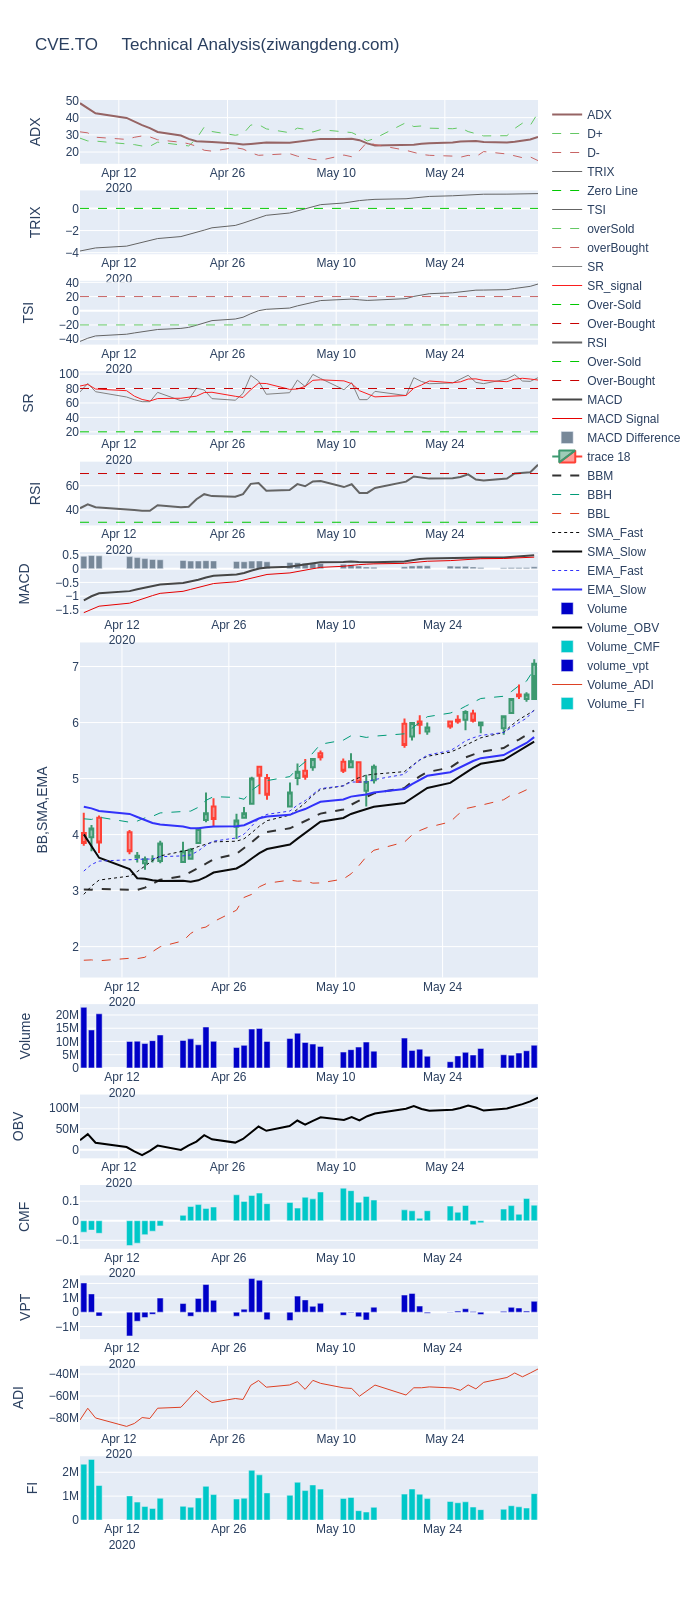 CVE.TO     Technical Analysis(ziwangdeng.com)
ADX
50
40
30
20
Apr 12
2020
Apr 26
May 10
May 24
TRIX
0
−2
−4
Apr 12
2020
Apr 26
May 10
May 24
TSI
40
20
0
−20
−40
Apr 12
2020
Apr 26
May 10
May 24
SR
100
80
60
40
20
Apr 12
2020
Apr 26
May 10
May 24
RSI
60
40
Apr 12
2020
Apr 26
May 10
May 24
MACD
0.5
0
−0.5
−1
−1.5
Apr 12
2020
Apr 26
May 10
May 24
BB,SMA,EMA
7
6
5
4
3
2
Apr 12
2020
Apr 26
May 10
May 24
Volume
20M
15M
10M
5M
0
Apr 12
2020
Apr 26
May 10
May 24
OBV
100M
50M
0
Apr 12
2020
Apr 26
May 10
May 24
CMF
0.1
0
−0.1
Apr 12
2020
Apr 26
May 10
May 24
VPT
2M
1M
0
−1M
Apr 12
2020
Apr 26
May 10
May 24
ADI
−40M
−60M
−80M
Apr 12
2020
Apr 26
May 10
May 24
FI
2M
1M
0
Apr 12
2020
Apr 26
May 10
May 24
ADX
D+
D-
TRIX
Zero Line
TSI
overSold
overBought
SR
SR_signal
Over-Sold
Over-Bought
RSI
Over-Sold
Over-Bought
MACD
MACD Signal
MACD Difference
trace 18
BBM
BBH
BBL
SMA_Fast
SMA_Slow
EMA_Fast
EMA_Slow
Volume
Volume_OBV
Volume_CMF
volume_vpt
Volume_ADI
Volume_FI